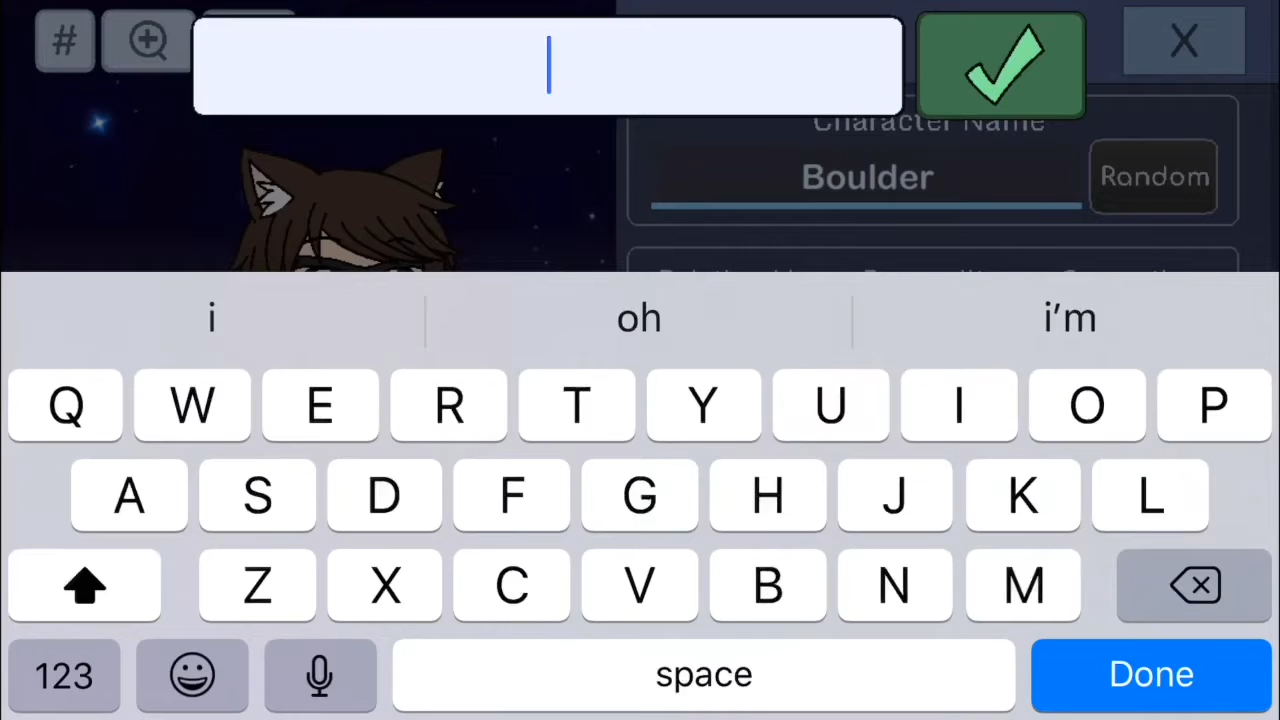 #
X
Character Name
Boulder
Random
i
oh
i’m
Q W E R T Y U I O P
A S D F G H J K L
Z X C V B N M
123
space
Done